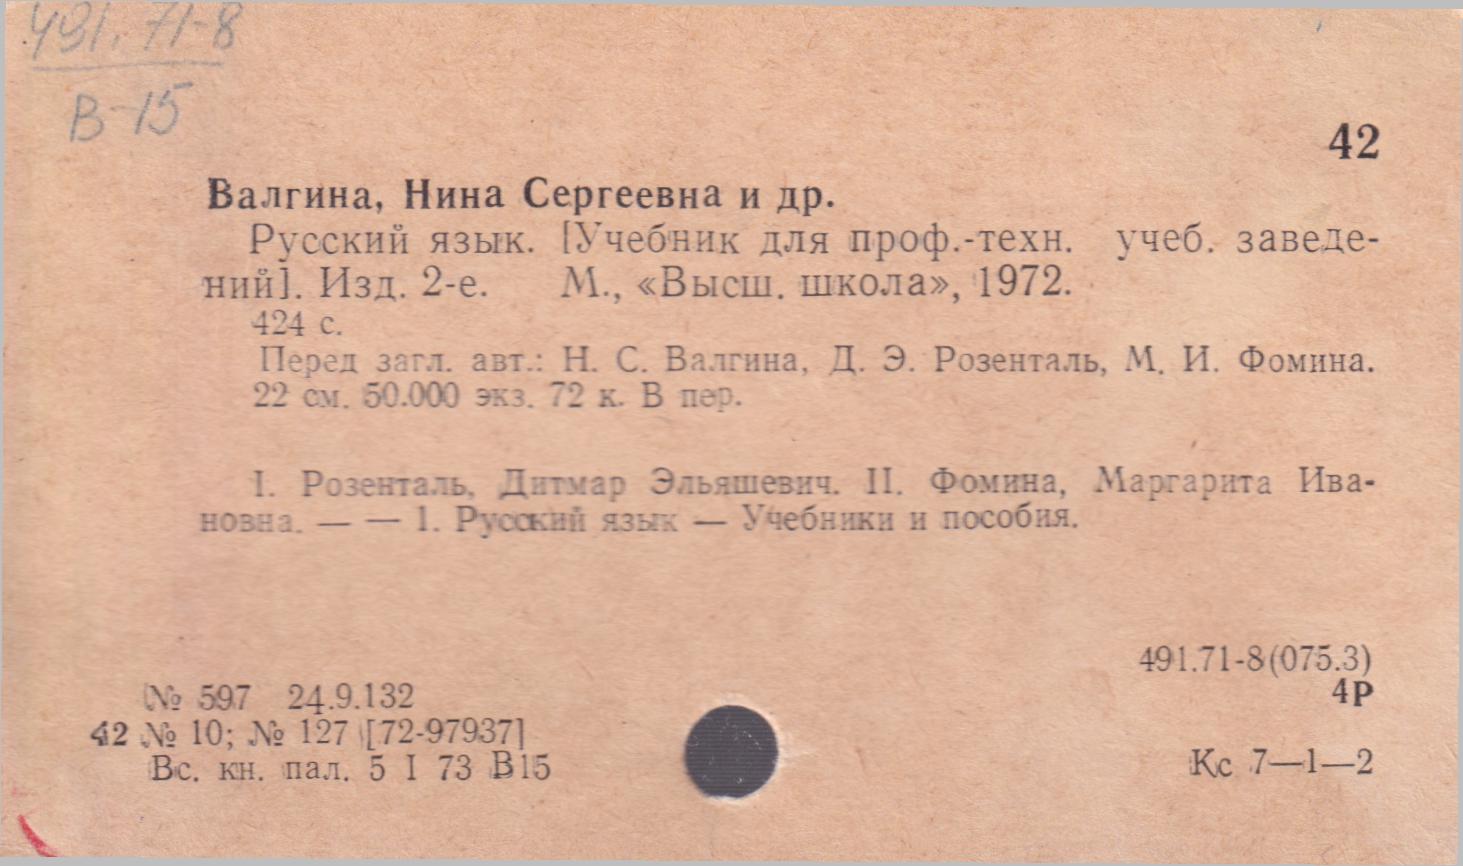 491.71-8
В-15
42
Валгина, Нина Сергеевна и др.
Русский язык. [Учебник для проф.-техн. учеб. заведе-
ний]. Изд. 2-е. М., «Высш. школа», 1972.
424 с.
Перед загл. авт.: Н. С. Валгина, Д. Э. Розенталь, М. И. Фомина.
22 см. 50.000 экз. 72 к. В пер.
I. Розенталь, Дитмар Эльяшевич. II. Фомина, Маргарита Ива-
новна. — — 1. Русский язык — Учебники и пособия.
491.71-8(075.3)
4Р
№ 597 24.9.132
42 № 10; № 127 [72-97937]
Вс. кн. пал. 5 I 73 В15
Кс 7—1—2